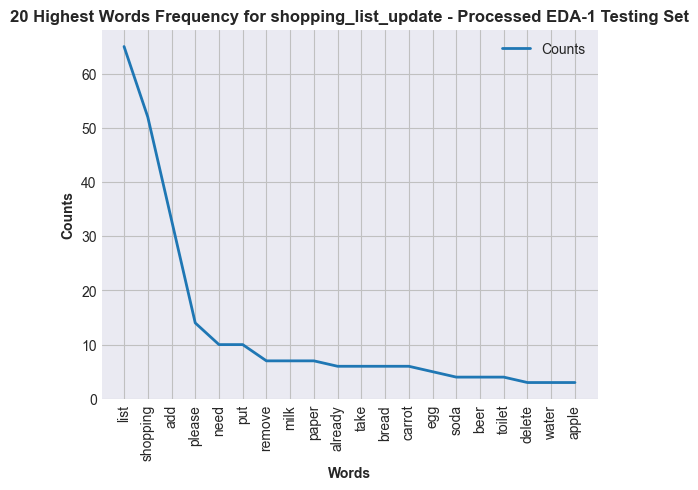 20 Highest Words Frequency for shopping_list_update - Processed EDA-1 Testing Set
Counts
60
50
40
30
20
10
0
Counts
list
shopping
add
please
need
put
remove
milk
paper
already
take
bread
carrot
egg
soda
beer
toilet
delete
water
apple
Words